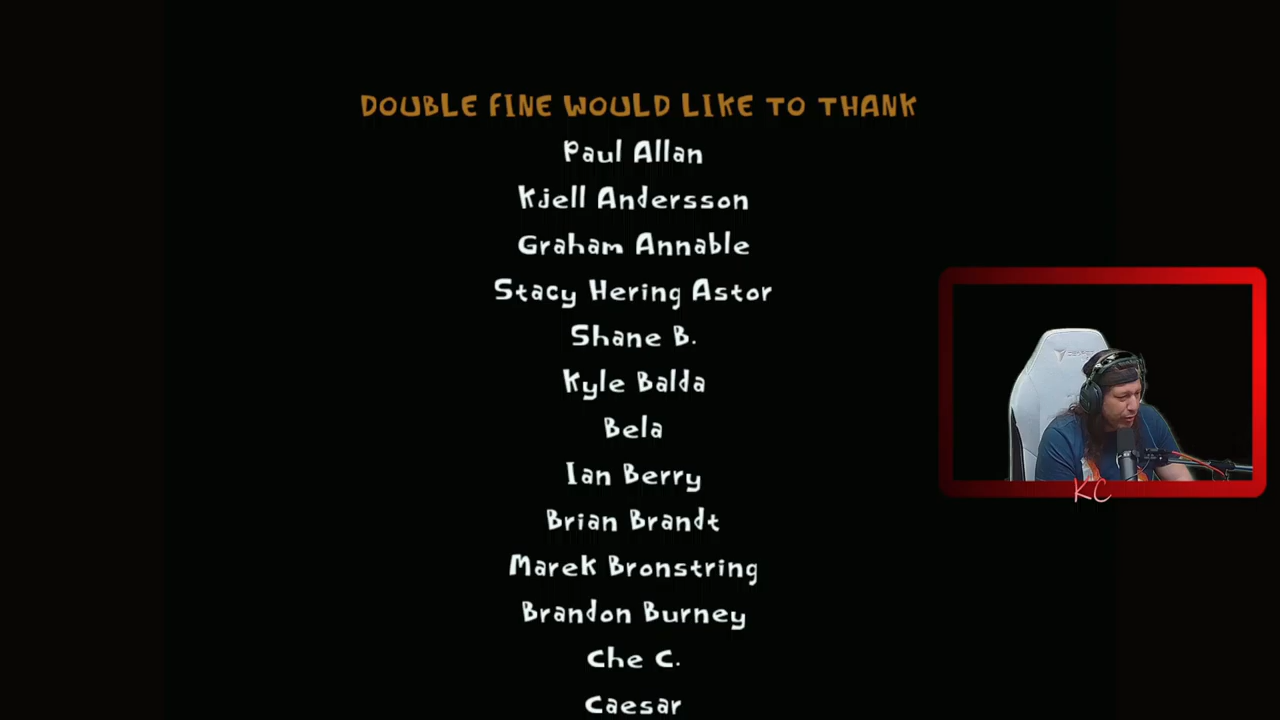 DOUBLE FINE WOULD LIKE TO THANK
Paul Allan
Kjell Andersson
Graham Annable
Stacy Hering Astor
Shane B.
Kyle Balda
Bela
Ian Berry
Brian Brandt
Marek Bronstring
Brandon Burney
Che C.
Caesar
KC